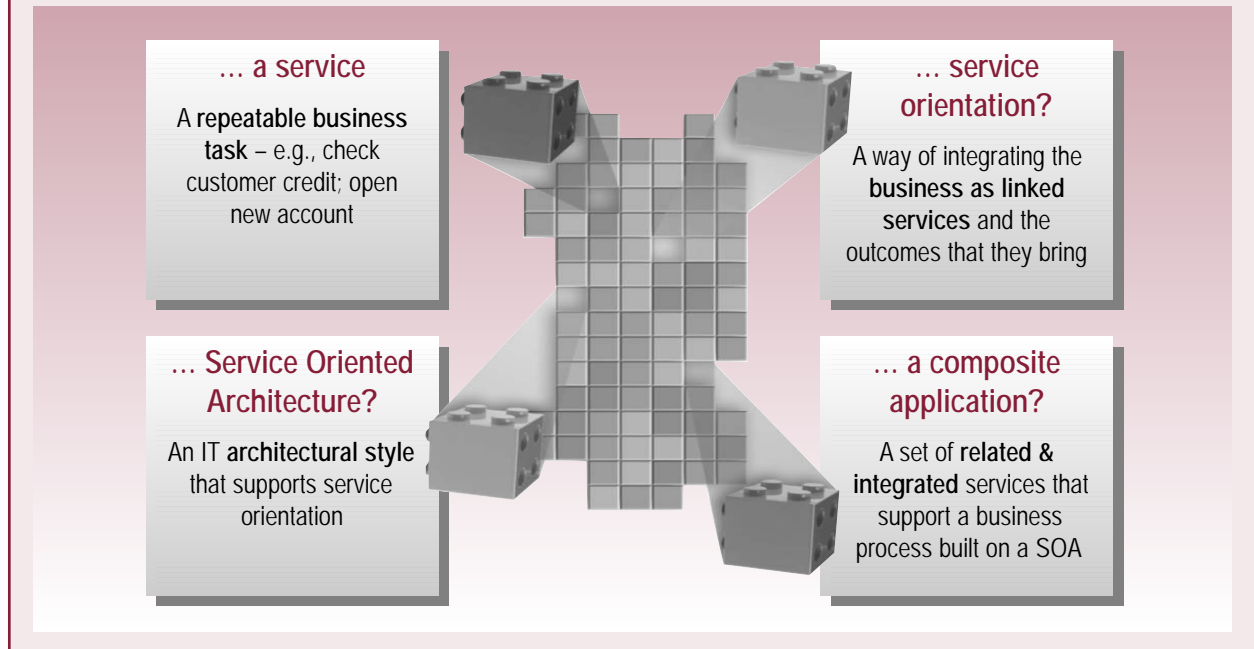 … a service
A repeatable business
task – e.g., check
customer credit; open
new account
… service
orientation?
A way of integrating the
business as linked
services and the
outcomes that they bring
… Service Oriented
Architecture?
An IT architectural style
that supports service
orientation
… a composite
application?
A set of related &
integrated services that
support a business
process built on a SOA